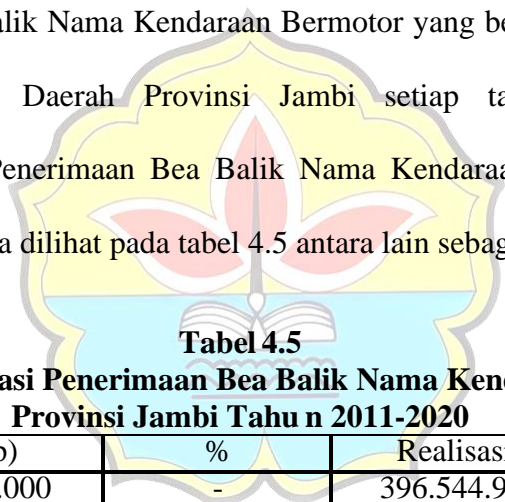 alik Nama Kendaraan Bermotor yang be
Daerah Provinsi Jambi setiap ta
Penerimaan Bea Balik Nama Kendaraa
a dilihat pada tabel 4.5 antara lain sebag
Tabel 4.5
asi Penerimaan Bea Balik Nama Kend
Provinsi Jambi Tahu n 2011-2020
p) % Realisasi
.000 - 396.544.9